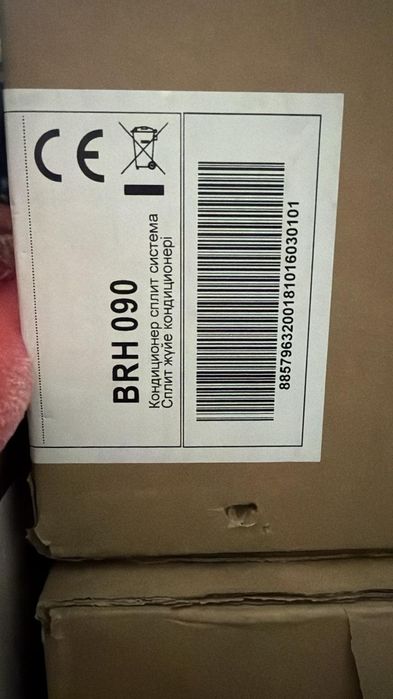 CE
BRH 090
Кондиционер сплит система
Сплит жүйе кондиционері
8857963200181016030101